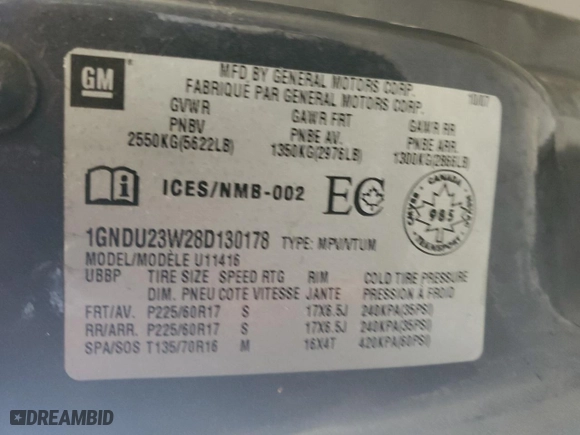 GM
MFD BY GENERAL MOTORS CORP.
FABRIQUÉ PAR GENERAL MOTORS CORP.
10/07
GVWR GAWR FRT GAWR RR
PNBV PNBE AV. PNBE ARR.
2550KG(5622LB) 1350KG(2976LB) 1300KG(2866LB)
ICES/NMB-002 EC
CMVSS - CANADA - NSVAC
985
TRANSPORT
1GNDU23W28D130178 TYPE: MPV/VTUM
MODEL/MODÈLE U11416
UBBP TIRE SIZE SPEED RTG RIM COLD TIRE PRESSURE
DIM. PNEU COTE VITESSE JANTE PRESSION À FROID
FRT/AV. P225/60R17 S 17X6.5J 240KPA(35PSI)
RR/ARR. P225/60R17 S 17X6.5J 240KPA(35PSI)
SPA/SOS T135/70R16 M 16X4T 420KPA(60PSI)
DREAMBID